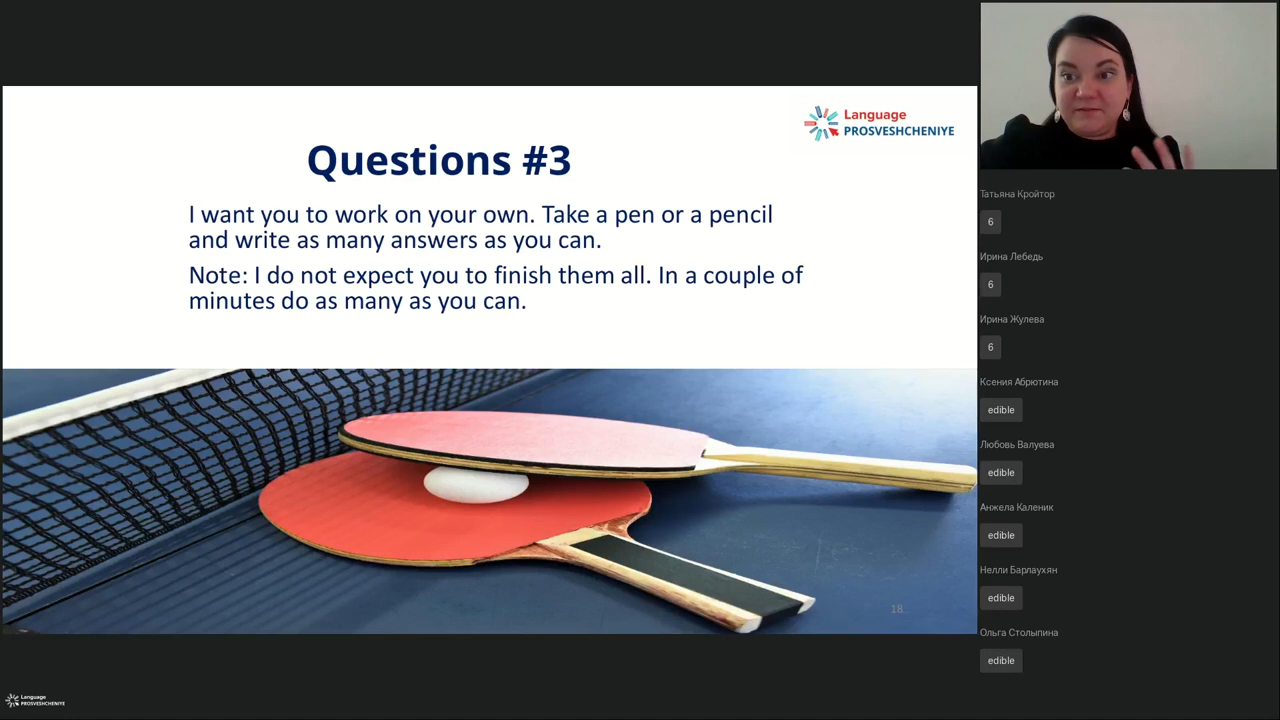 Language
PROSVESHCHENIYE
Questions #3
I want you to work on your own. Take a pen or a pencil
and write as many answers as you can.
Note: I do not expect you to finish them all. In a couple of
minutes do as many as you can.
18
Татьяна Кройтор
6
Ирина Лебедь
6
Ирина Жулева
6
Ксения Абрютина
edible
Любовь Валуева
edible
Анжела Каленик
edible
Нелли Барлаухян
edible
Ольга Столыпина
edible
Language
PROSVESHCHENIYE